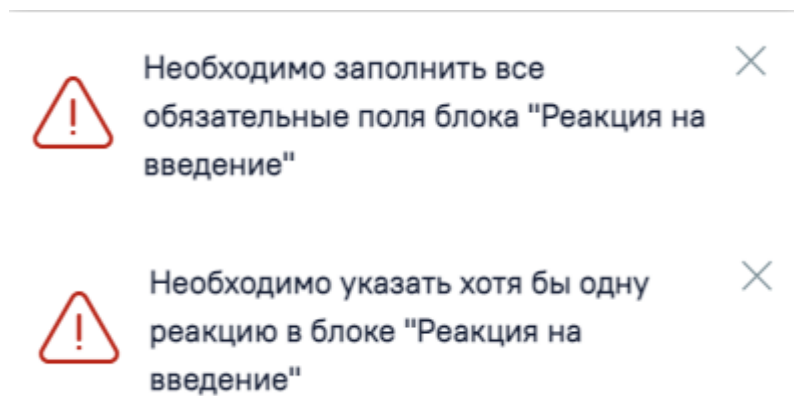 Необходимо заполнить все
обязательные поля блока "Реакция на
введение"
Необходимо указать хотя бы одну
реакцию в блоке "Реакция на
введение"